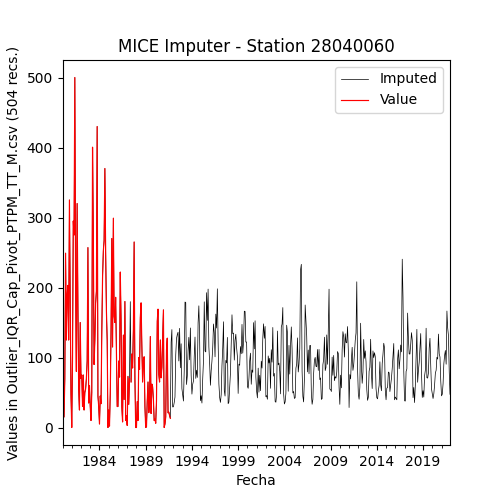 MICE Imputer - Station 28040060
Values in Outlier_IQR_Cap_Pivot_PTPM_TT_M.csv (504 recs.)
500
400
300
200
100
0
Imputed
Value
1984 1989 1994 1999 2004 2009 2014 2019
Fecha